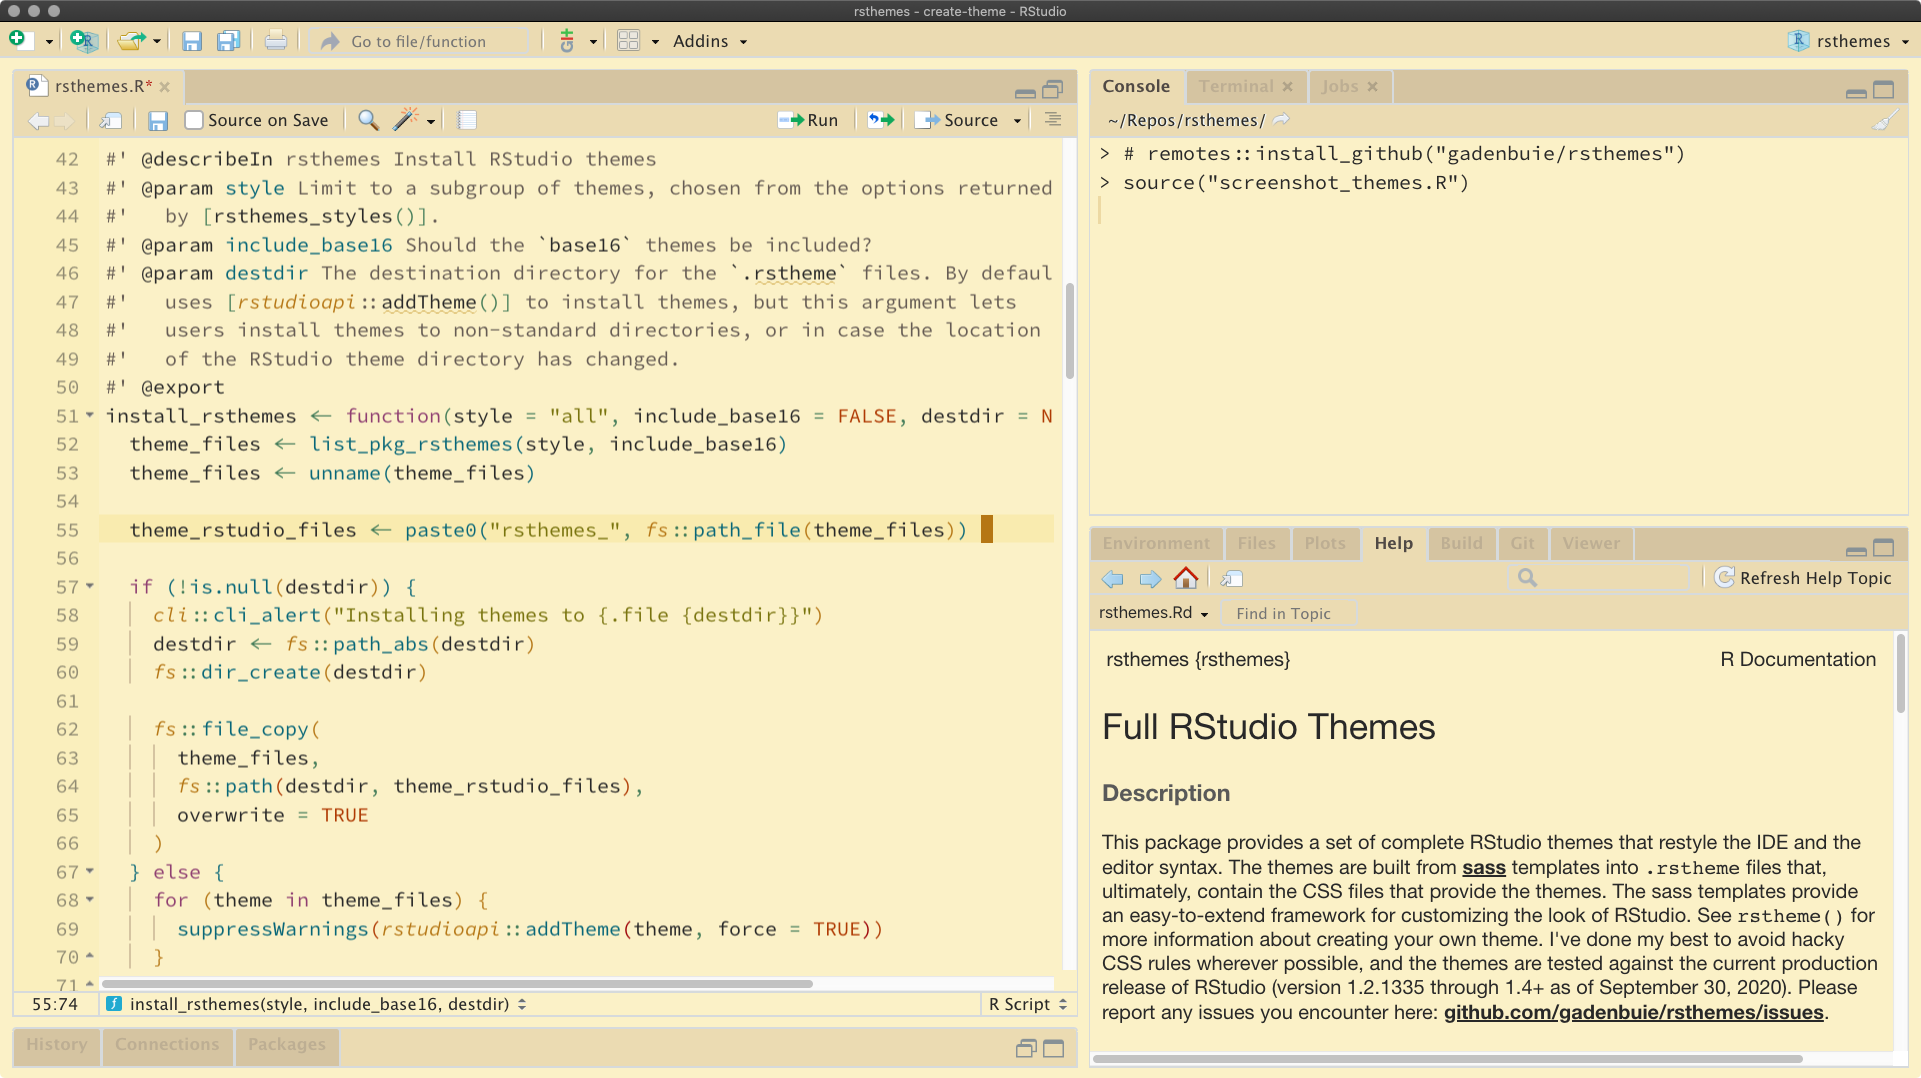 rsthemes - create-theme - RStudio
Go to file/function
Git
Addins
R rsthemes
rsthemes.R* ×
Source on Save
Run
Source
42 #' @describeIn rsthemes Install RStudio themes
43 #' @param style Limit to a subgroup of themes, chosen from the options returned
44 #'   by [rsthemes_styles()].
45 #' @param include_base16 Should the `base16` themes be included?
46 #' @param destdir The destination directory for the `.rstheme` files. By defaul
47 #'   uses [rstudioapi::addTheme()] to install themes, but this argument lets
48 #'   users install themes to non-standard directories, or in case the location
49 #'   of the RStudio theme directory has changed.
50 #' @export
51 install_rsthemes <- function(style = "all", include_base16 = FALSE, destdir = N
52   theme_files <- list_pkg_rsthemes(style, include_base16)
53   theme_files <- unname(theme_files)
54
55   theme_rstudio_files <- paste0("rsthemes_", fs::path_file(theme_files))
56
57   if (!is.null(destdir)) {
58     cli::cli_alert("Installing themes to {.file {destdir}}")
59     destdir <- fs::path_abs(destdir)
60     fs::dir_create(destdir)
61
62     fs::file_copy(
63       theme_files,
64       fs::path(destdir, theme_rstudio_files),
65       overwrite = TRUE
66     )
67   } else {
68     for (theme in theme_files) {
69       suppressWarnings(rstudioapi::addTheme(theme, force = TRUE))
70     }
71
55:74 install_rsthemes(style, include_base16, destdir) R Script
History Connections Packages
Console Terminal × Jobs ×
~/Repos/rsthemes/
> # remotes::install_github("gadenbuie/rsthemes")
> source("screenshot_themes.R")
Environment Files Plots Help Build Git Viewer
Refresh Help Topic
rsthemes.Rd Find in Topic
rsthemes {rsthemes} R Documentation
Full RStudio Themes
Description
This package provides a set of complete RStudio themes that restyle the IDE and the
editor syntax. The themes are built from sass templates into .rstheme files that,
ultimately, contain the CSS files that provide the themes. The sass templates provide
an easy-to-extend framework for customizing the look of RStudio. See rstheme() for
more information about creating your own theme. I've done my best to avoid hacky
CSS rules wherever possible, and the themes are tested against the current production
release of RStudio (version 1.2.1335 through 1.4+ as of September 30, 2020). Please
report any issues you encounter here: github.com/gadenbuie/rsthemes/issues.